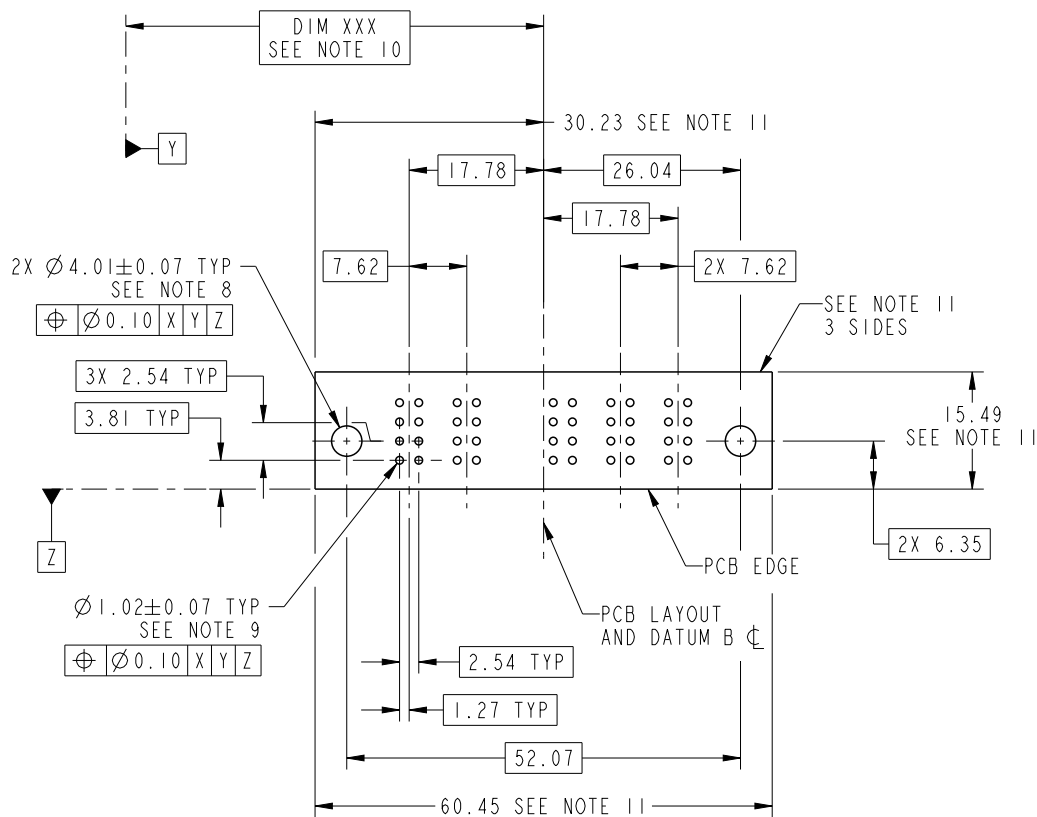 DIM XXX
SEE NOTE 10
30.23 SEE NOTE 11
Y
17.78
26.04
17.78
7.62
2X 7.62
2X Ø4.01±0.07 TYP
SEE NOTE 8
⌖ Ø0.10 X Y Z
SEE NOTE 11
3 SIDES
3X 2.54 TYP
3.81 TYP
15.49
SEE NOTE 11
Z
2X 6.35
PCB EDGE
Ø1.02±0.07 TYP
SEE NOTE 9
⌖ Ø0.10 X Y Z
PCB LAYOUT
AND DATUM B ℄
2.54 TYP
1.27 TYP
52.07
60.45 SEE NOTE 11